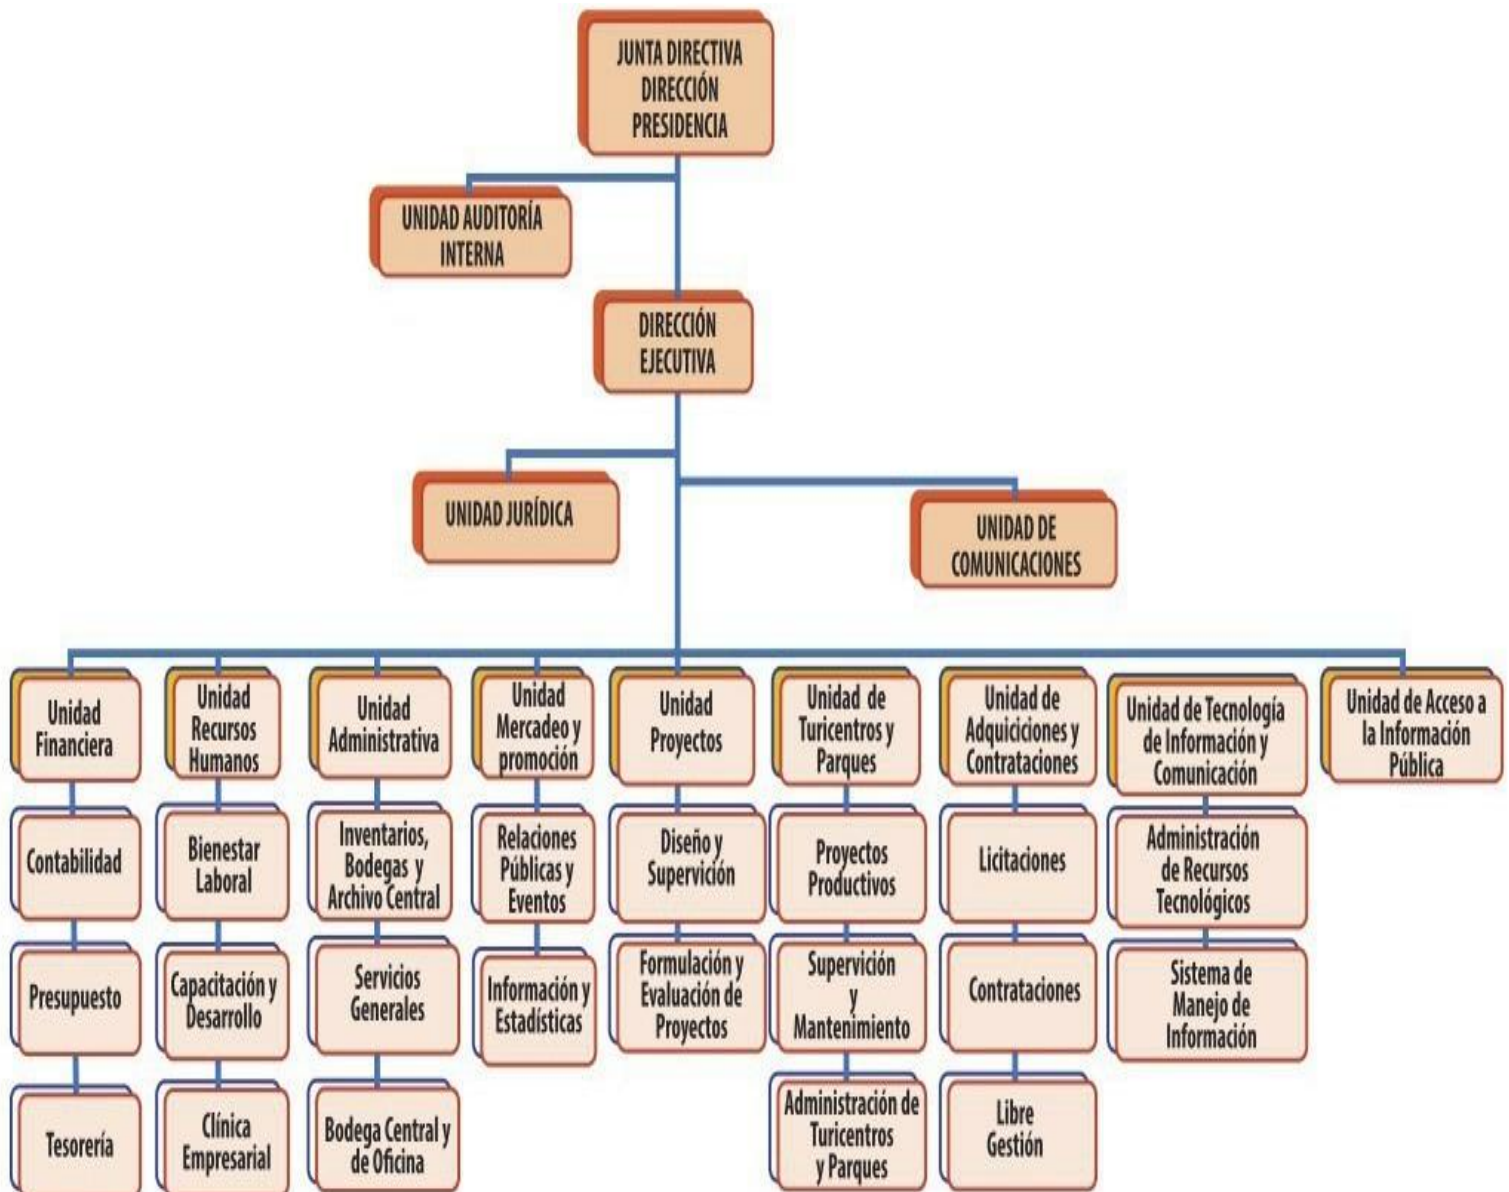 JUNTA DIRECTIVA
DIRECCIÓN
PRESIDENCIA
UNIDAD AUDITORÍA
INTERNA
DIRECCIÓN
EJECUTIVA
UNIDAD JURÍDICA
UNIDAD DE
COMUNICACIONES
Unidad
Financiera
Unidad
Recursos
Humanos
Unidad
Administrativa
Unidad
Mercadeo y
promoción
Unidad
Proyectos
Unidad de
Turicentros y
Parques
Unidad de
Adquiciciones y
Contrataciones
Unidad de Tecnología
de Información y
Comunicación
Unidad de Acceso a
la Información
Pública
Contabilidad
Bienestar
Laboral
Inventarios,
Bodegas y
Archivo Central
Relaciones
Públicas y
Eventos
Diseño y
Supervición
Proyectos
Productivos
Licitaciones
Administración
de Recursos
Tecnológicos
Presupuesto
Capacitación y
Desarrollo
Servicios
Generales
Información y
Estadísticas
Formulación y
Evaluación de
Proyectos
Supervición
y
Mantenimiento
Contrataciones
Sistema de
Manejo de
Información
Tesorería
Clínica
Empresarial
Bodega Central y
de Oficina
Administración de
Turicentros
y Parques
Libre
Gestión